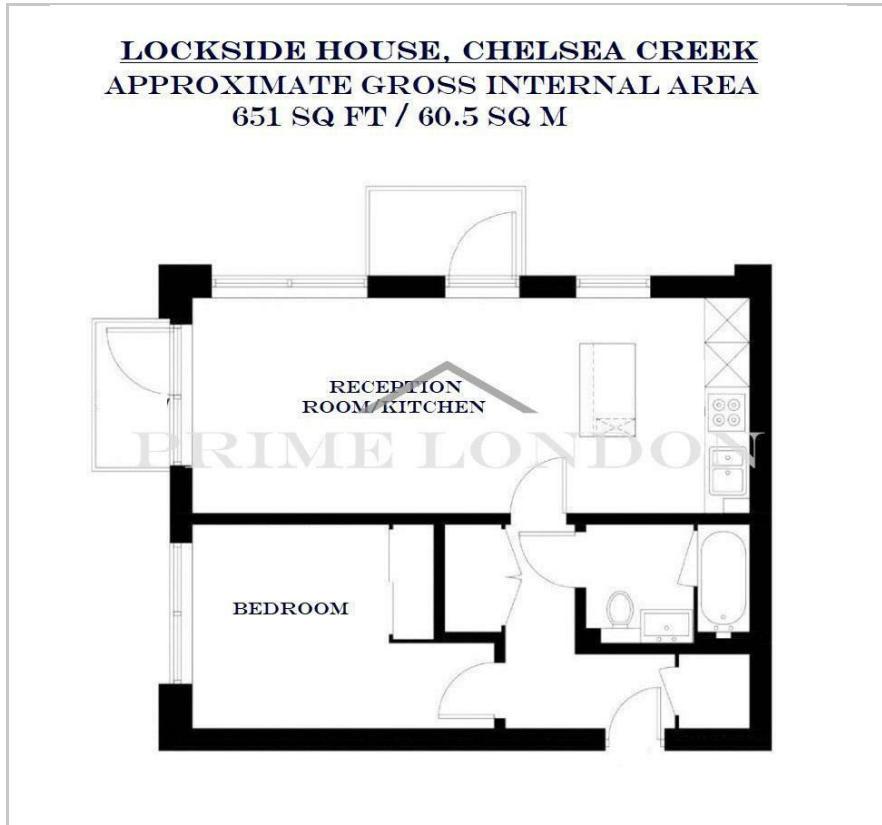 LOCKSIDE HOUSE, CHELSEA CREEK
APPROXIMATE GROSS INTERNAL AREA
651 SQ FT / 60.5 SQ M
RECEPTION
ROOM/KITCHEN
PRIME LONDON
BEDROOM